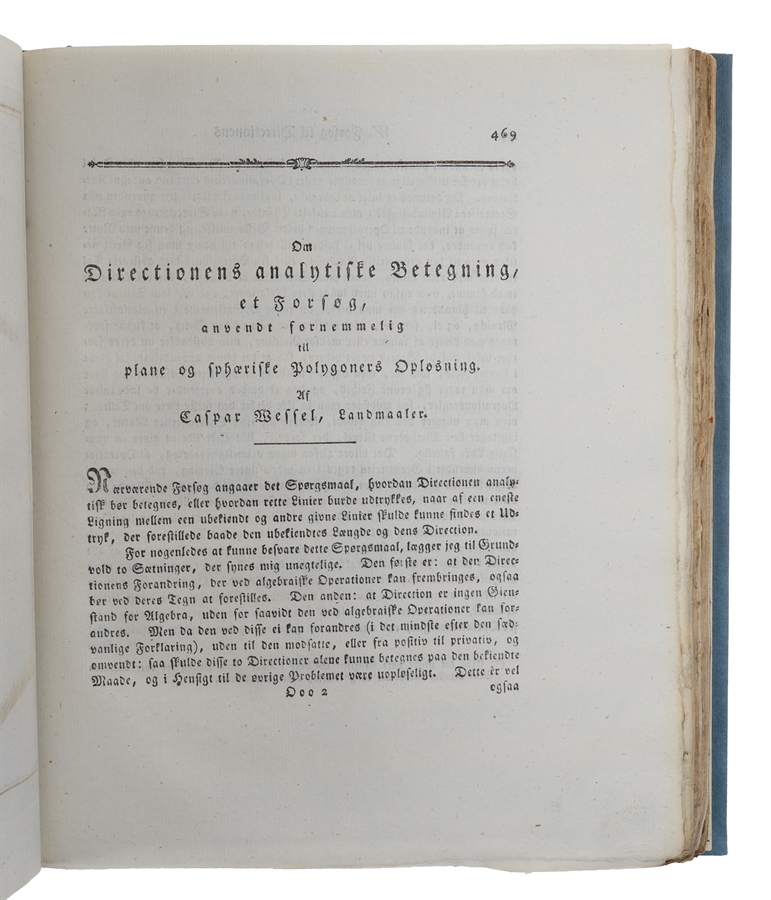 469
Om
Directionens analytiske Betegning,
et Forsøg,
anvendt fornemmelig
til
plane og sphæriske Polygoners Opløsning.
Af
Caspar Wessel, Landmaaler.
Nærværende Forsøg angaaer det Spørgsmaal, hvordan Directionen analy-
tisk bør betegnes, eller hvordan rette Linier burde udtrykkes, naar af een eneste
Ligning mellem een ubekiendt og andre givne Linier skulde kunne findes et Ud-
tryk, der forestillede baade den ubekiendtes Længde og dens Direction.
For nogenledes at kunne besvare dette Spørgsmaal, lægger jeg til Grund-
vold to Sætninger, der synes mig unegtelige. Den første er: at den Direc-
tionens Forandring, der ved algebraiske Operationer kan frembringes, ogsaa
bør ved deres Tegn at forestilles. Den anden: at Direction er ingen Gien-
stand for Algebra, uden for saavidt den ved algebraiske Operationer kan for-
andres. Men da den ved disse ei kan forandres (i det mindste efter den sæd-
vanlige Forklaring), uden til den modsatte, eller fra positiv til privativ, og
omvendt: saa skulde disse to Directioner alene kunne betegnes paa den bekiendte
Maade, og i Hensigt til de øvrige Problemet være uopløseligt. Dette er vel
Ooo 2
ogsaa